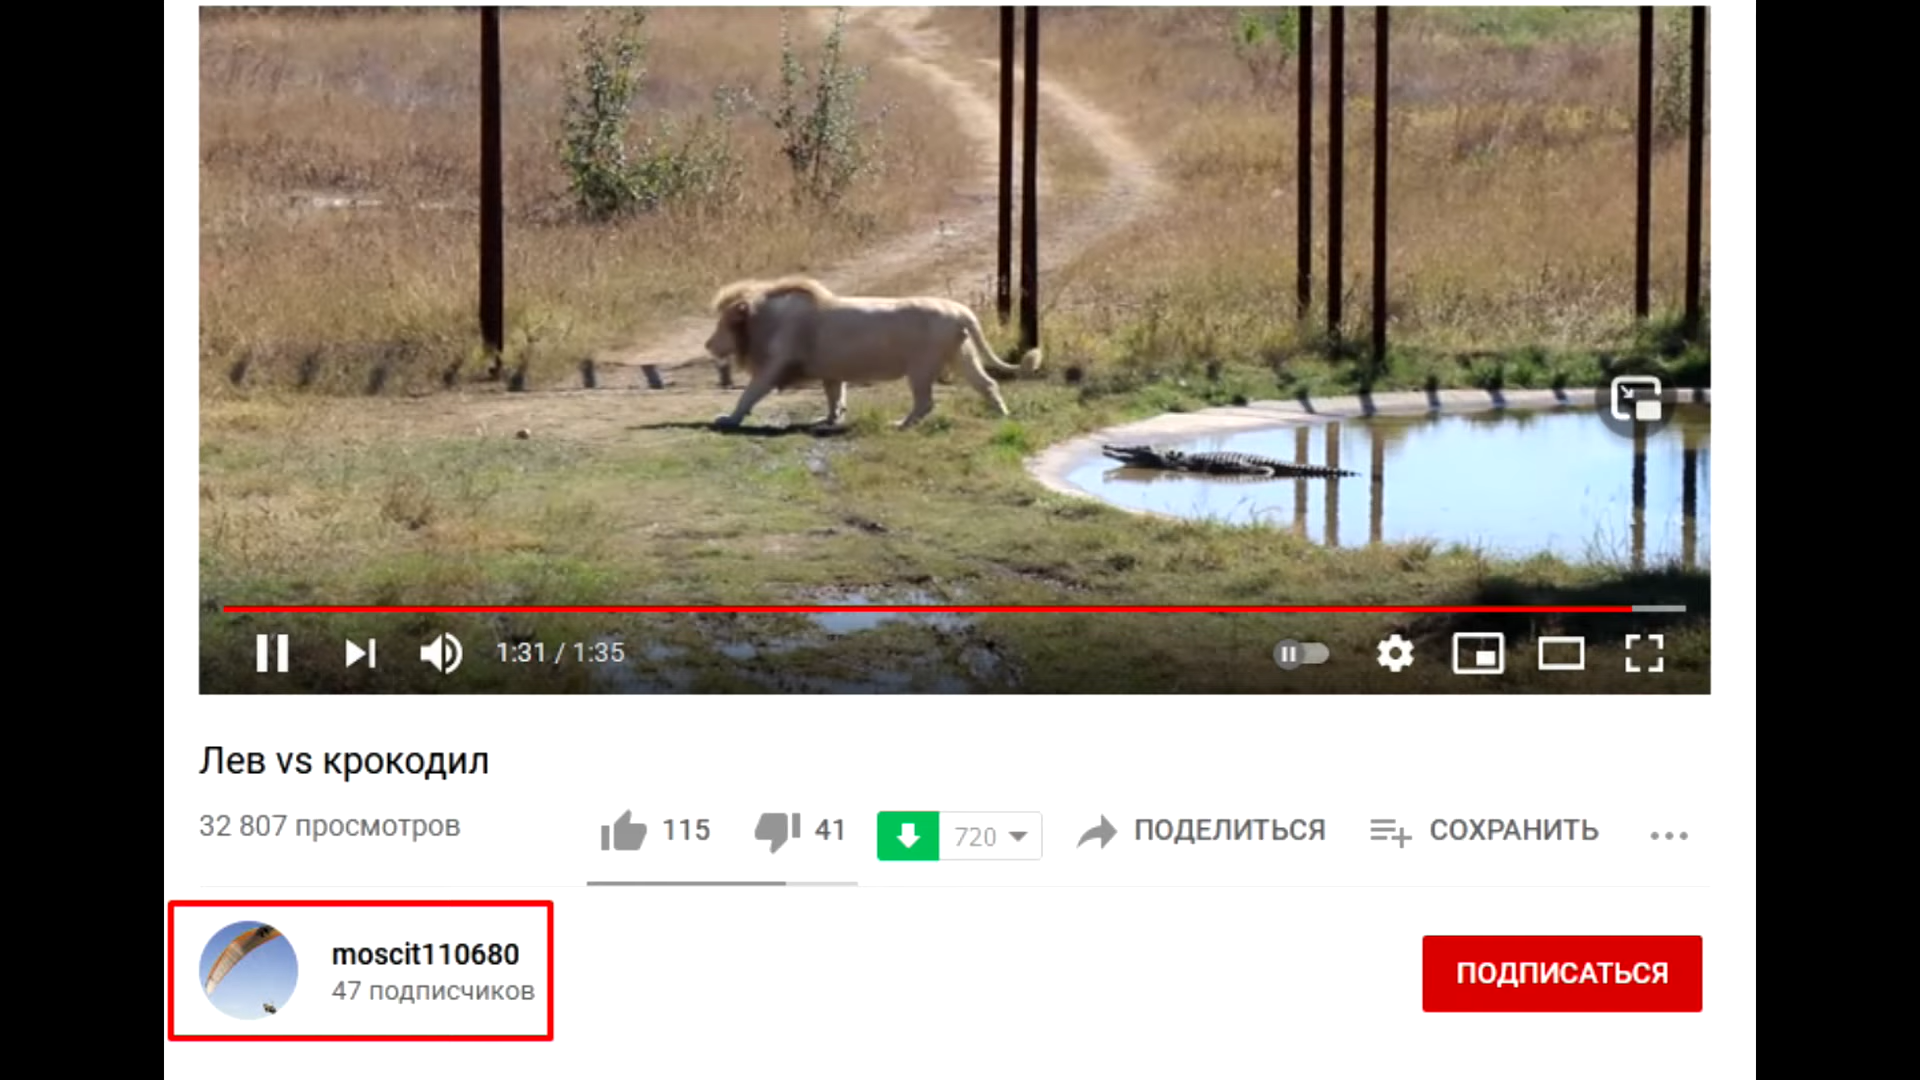 1:31 / 1:35
Лев vs крокодил
32 807 просмотров
115
41
720
ПОДЕЛИТЬСЯ
СОХРАНИТЬ
moscit110680
47 подписчиков
ПОДПИСАТЬСЯ